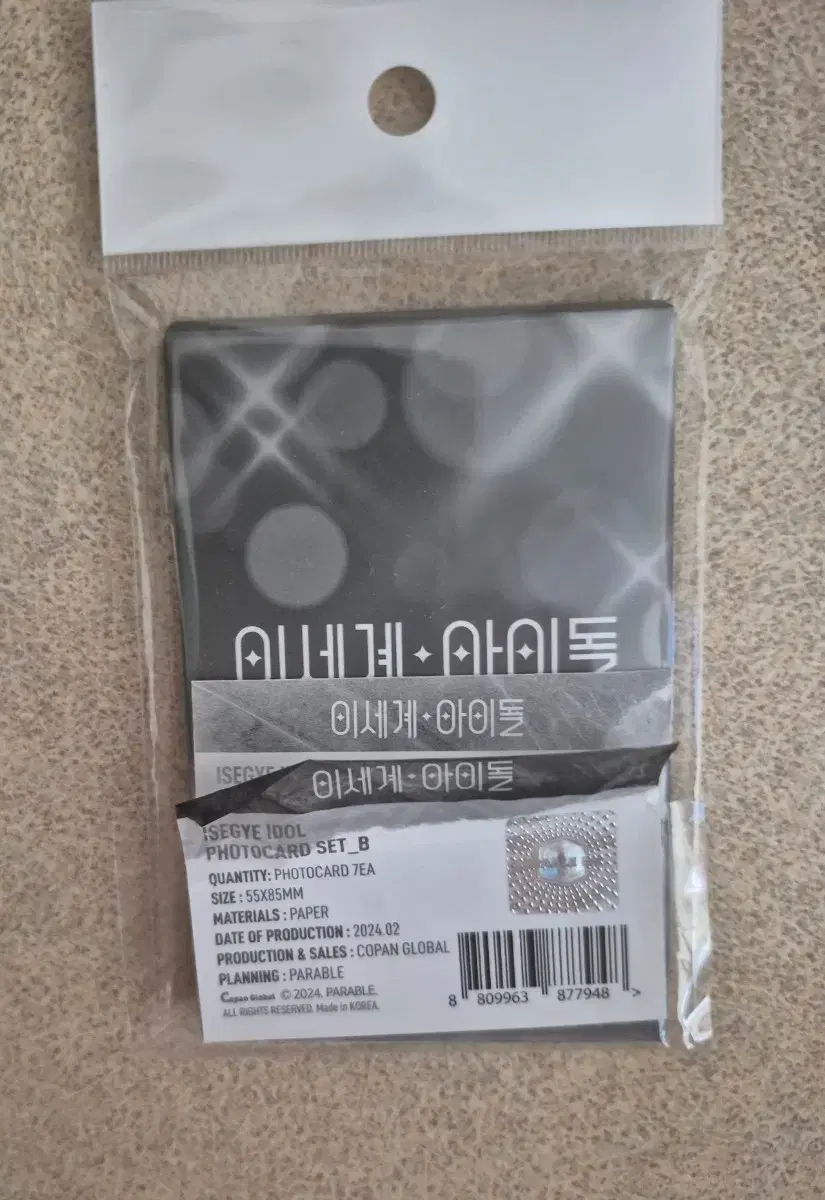 이세계 아이돌
이세계 아이돌
ISEGYE
이세계 아이돌
ISEGYE IDOL
PHOTOCARD SET_B
QUANTITY: PHOTOCARD 7EA
SIZE : 55X85MM
MATERIALS : PAPER
DATE OF PRODUCTION : 2024.02
PRODUCTION & SALES : COPAN GLOBAL
PLANNING : PARABLE
Copan Global © 2024. PARABLE.
ALL RIGHTS RESERVED. Made in KOREA.
8 809963 877948 >